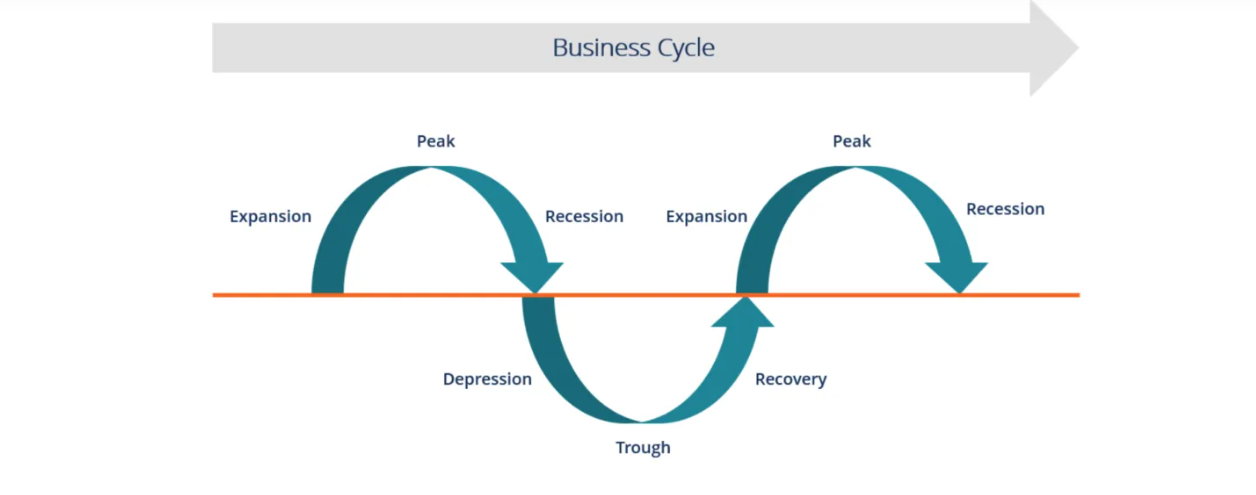 Business Cycle
Peak
Peak
Expansion
Recession
Expansion
Recession
Depression
Recovery
Trough